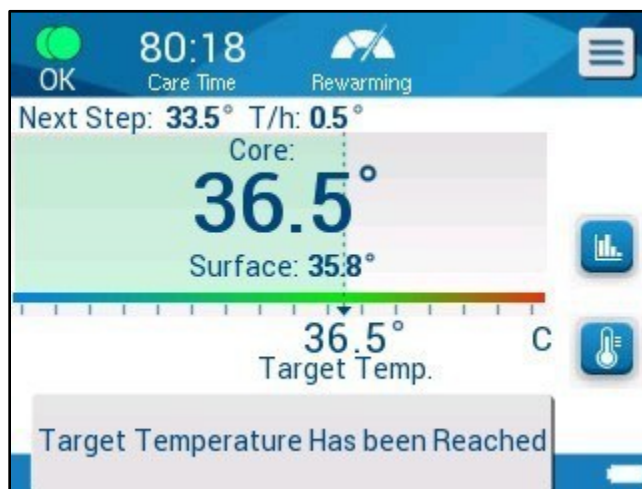 80:18
OK
Care Time
Rewarming
Next Step: 33.5° T/h: 0.5°
Core:
36.5°
Surface: 35.8°
36.5°
C
Target Temp.
Target Temperature Has been Reached